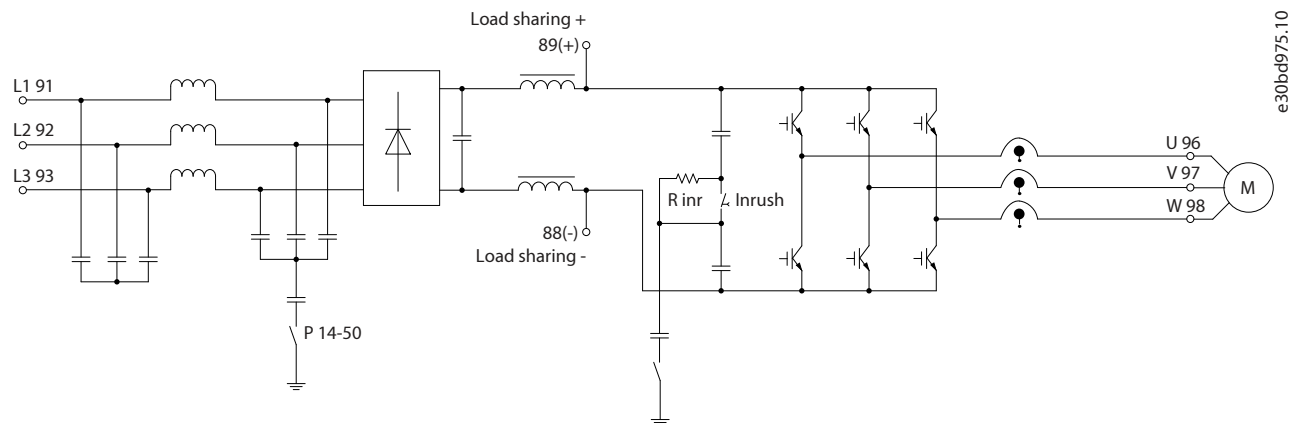 Load sharing +
89(+)
L1 91
L2 92
L3 93
R inr
Inrush
88(-)
Load sharing -
P 14-50
U 96
V 97
W 98
M
e30bd975.10